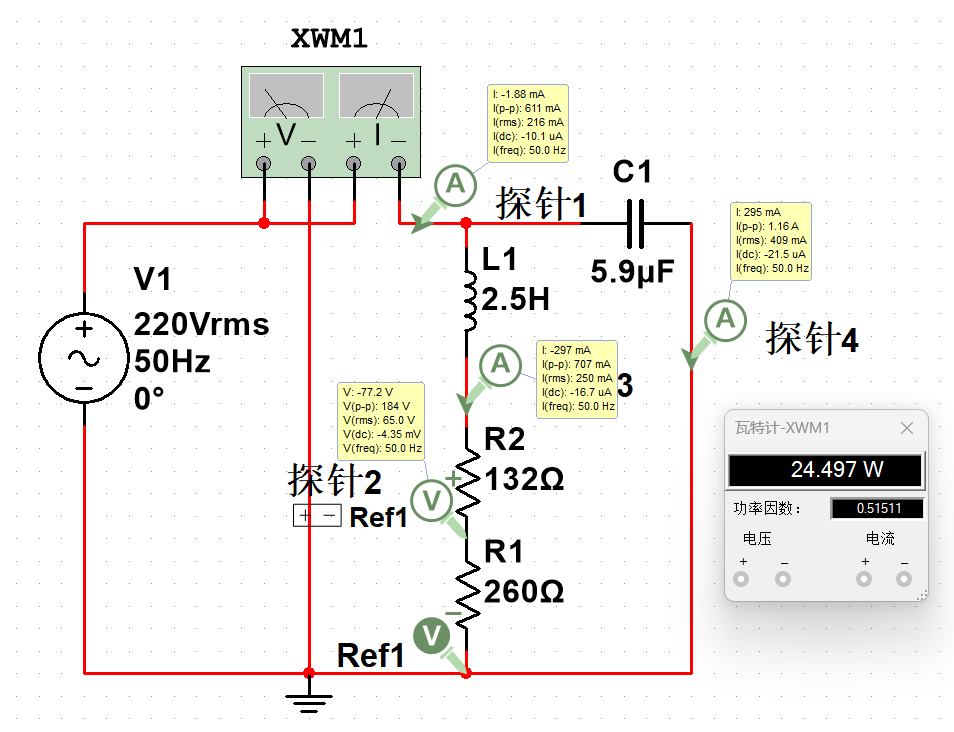 XWM1
V
I
I: -1.88 mA
I(p-p): 611 mA
I(rms): 216 mA
I(dc): -10.1 uA
I(freq): 50.0 Hz
A
探针1
C1
5.9µF
I: 295 mA
I(p-p): 1.16 A
I(rms): 409 mA
I(dc): -21.5 uA
I(freq): 50.0 Hz
A
探针4
V1
220Vrms
50Hz
0°
L1
2.5H
A
I: -297 mA
I(p-p): 707 mA
I(rms): 250 mA
I(dc): -16.7 uA
I(freq): 50.0 Hz
3
V: -77.2 V
V(p-p): 184 V
V(rms): 65.0 V
V(dc): -4.35 mV
V(freq): 50.0 Hz
探针2
V
+ − Ref1
R2
132Ω
R1
260Ω
Ref1
V
瓦特计-XWM1
24.497 W
功率因数: 0.51511
电压 电流
+ − + −